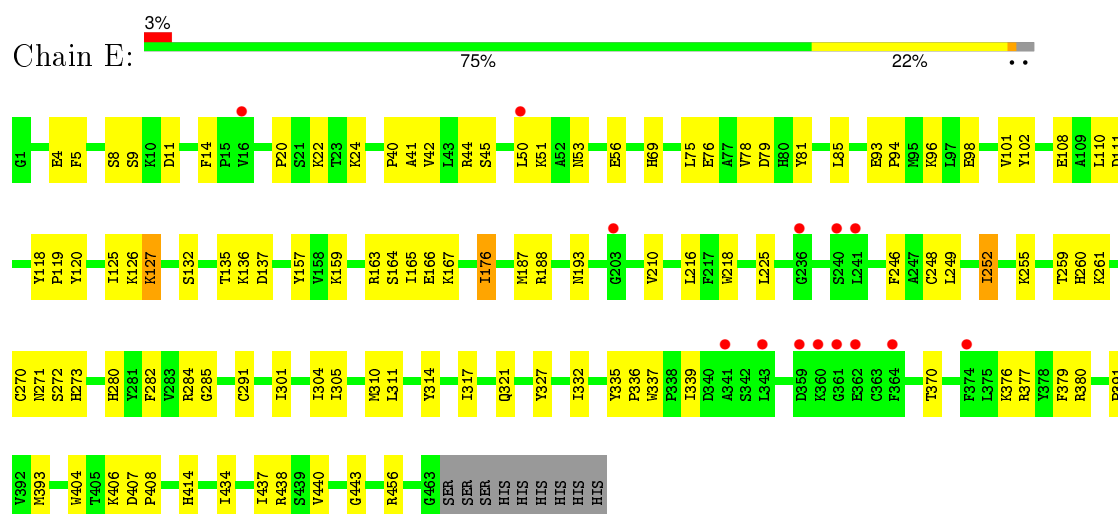 3%
Chain E:
75% 22% • •
G1 E4 F5 S8 S9 K10 D11 F14 P15 V16 P20 S21 K22 T23 K24 P40 A41 V42 L43 R44 S45 L50 K51 A52 N53 E56 H69 L75 E76 A77 V78 D79 H80 Y81 L85 E93 P94 M95 K96 L97 E98 V101 Y102 E108 A109 L110 D111
Y118 P119 Y120 I125 K126 K127 S132 T135 K136 D137 Y157 V158 K159 R163 S164 I165 E166 K167 I176 M187 R188 N193 G203 V210 L216 F217 W218 L225 G236 S240 L241 F246 A247 C248 L249 I252 K255 T259 H260 K261
C270 N271 S272 H273 H280 Y281 F282 V283 R284 G285 C291 I301 I304 I305 M310 L311 Y314 I317 Q321 Y327 I332 Y335 P336 W337 P338 I339 D340 A341 S342 L343 D359 K360 G361 E362 C363 F364 T370 F374 L375 K376 R377 Y378 F379 R380
V392 M393 W404 T405 K406 D407 P408 H414 I434 I437 R438 S439 V440 G443 R456 G463 SER SER SER HIS HIS HIS HIS HIS HIS